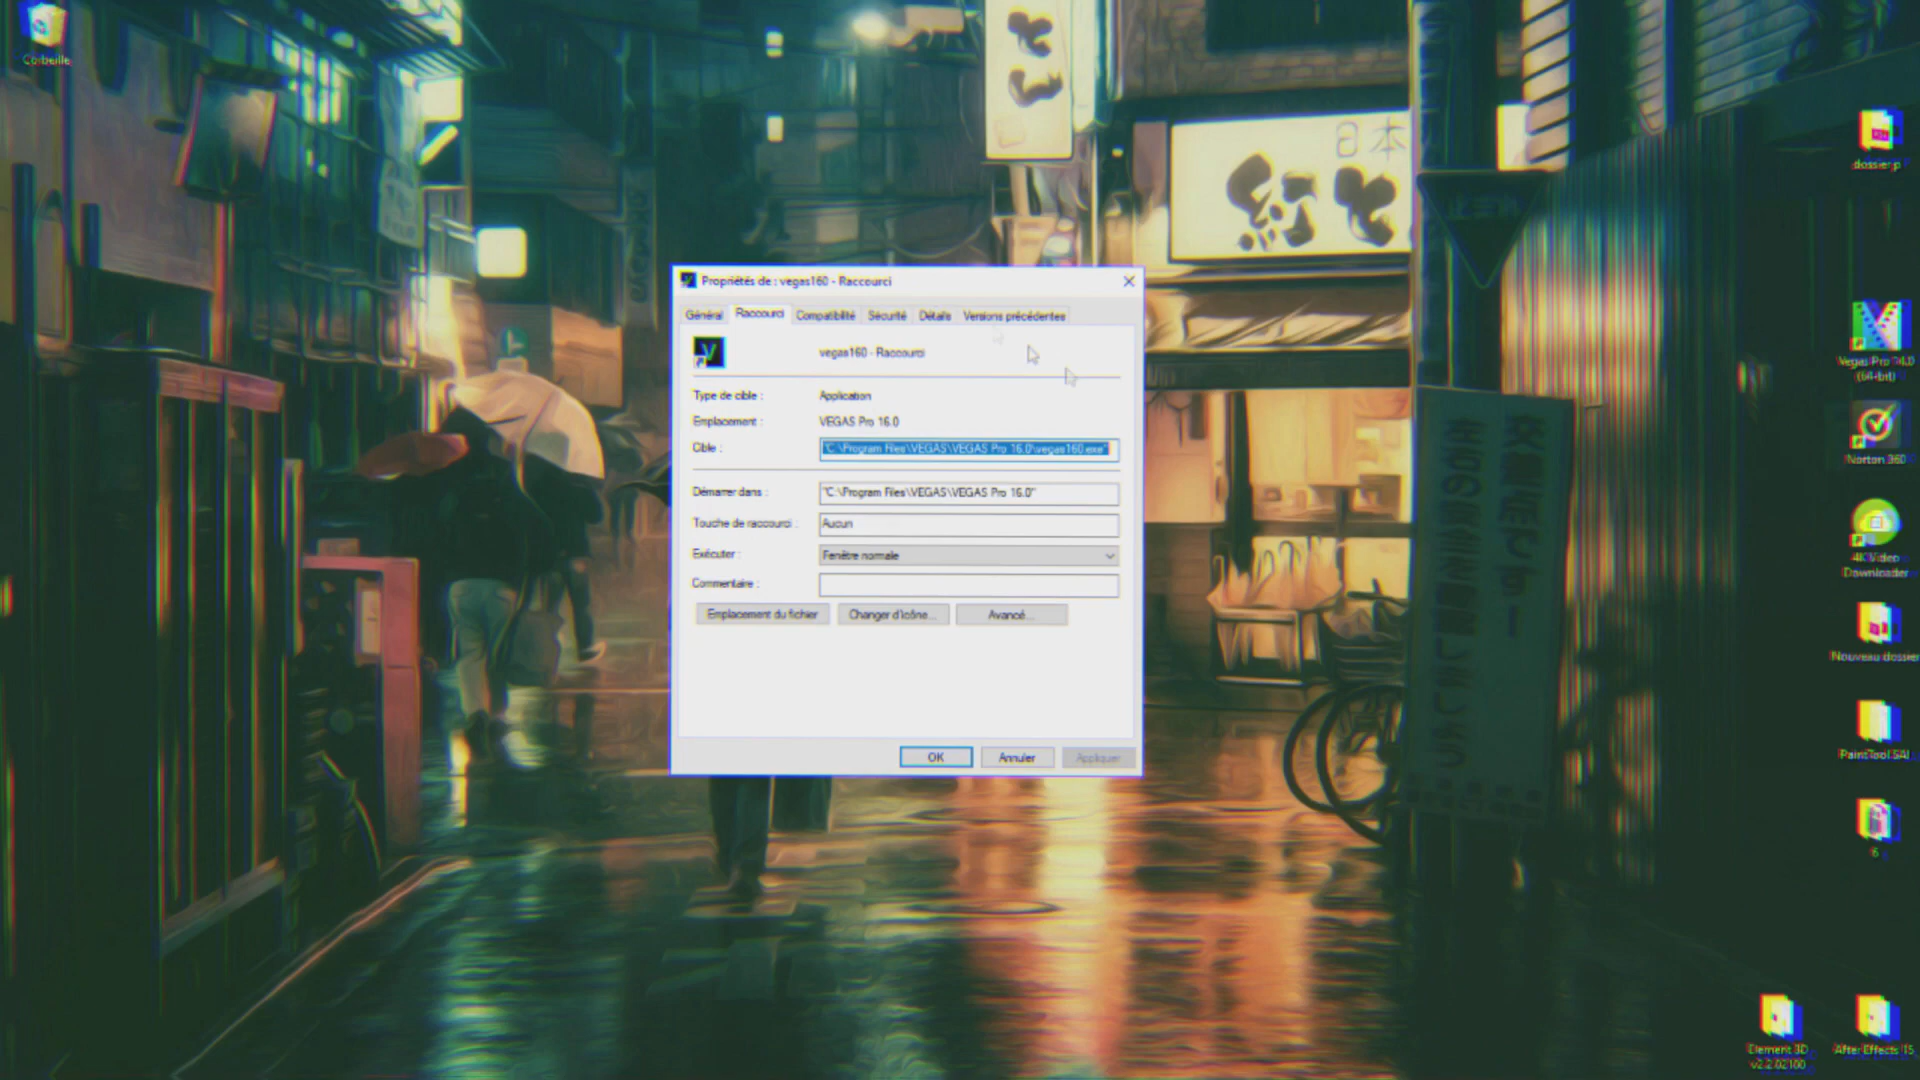 Corbeille
日本
dossier.p
Propriétés de : vegas160 - Raccourci
Général Raccourci Compatibilité Sécurité Détails Versions précédentes
vegas160 - Raccourci
Type de cible : Application
Emplacement : VEGAS Pro 16.0
Cible : "C:\Program Files\VEGAS\VEGAS Pro 16.0\vegas160.exe"
Démarrer dans : "C:\Program Files\VEGAS\VEGAS Pro 16.0"
Touche de raccourci : Aucun
Exécuter : Fenêtre normale
Commentaire :
Emplacement du fichier Changer d'icône... Avancé...
OK Annuler Appliquer
Vegas Pro 14.0
(64-bit)
Norton 360
4K Video
Downloader
Nouveau dossier
PaintTool SAI
6
Element 3D
v2.2.02100
After Effects 15